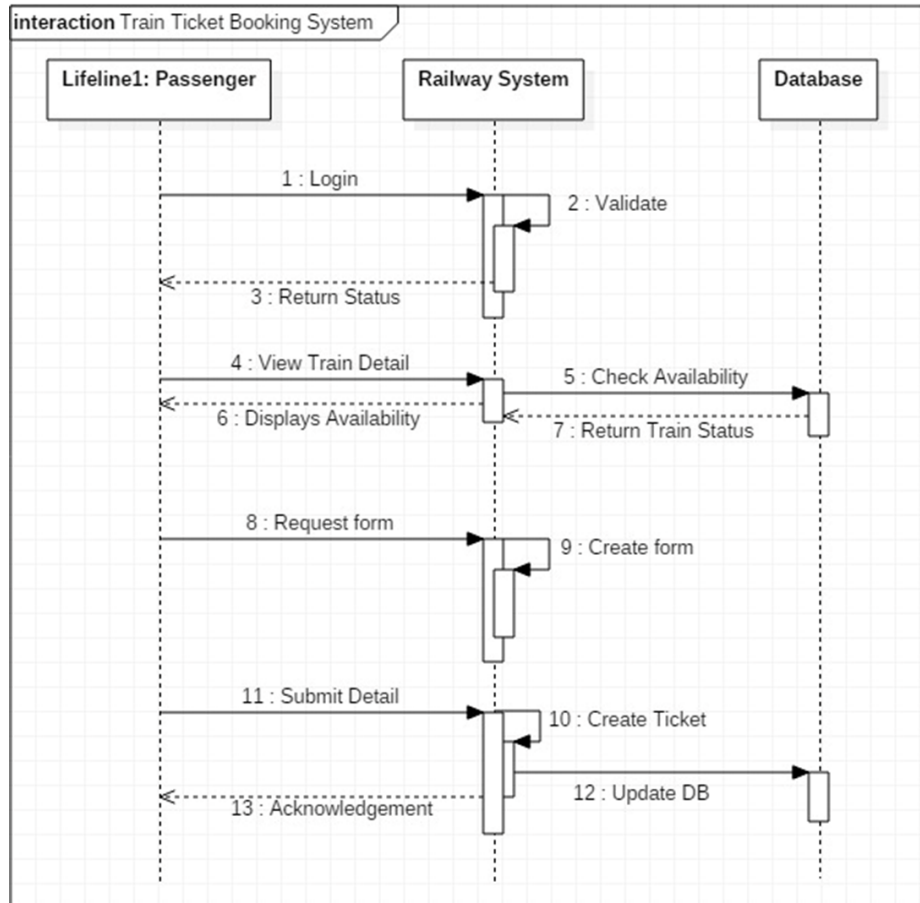 interaction Train Ticket Booking System
Lifeline1: Passenger
Railway System
Database
1 : Login
2 : Validate
3 : Return Status
4 : View Train Detail
5 : Check Availability
6 : Displays Availability
7 : Return Train Status
8 : Request form
9 : Create form
11 : Submit Detail
10 : Create Ticket
12 : Update DB
13 : Acknowledgement